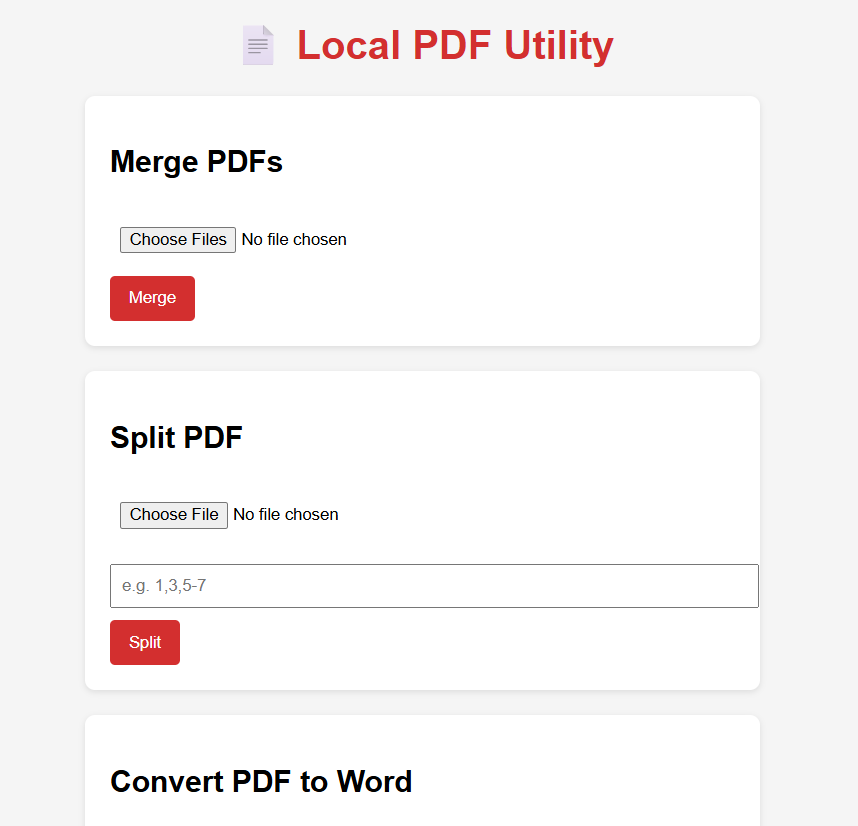 Local PDF Utility
Merge PDFs
Choose Files No file chosen
Merge
Split PDF
Choose File No file chosen
e.g. 1,3,5-7
Split
Convert PDF to Word